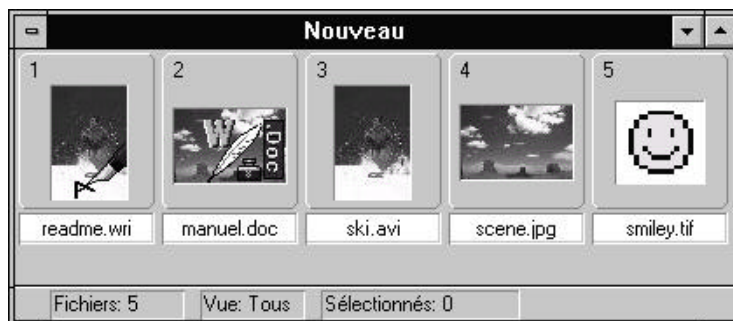 Nouveau
1 2 3 4 5
W .Doc
readme.wri manuel.doc ski.avi scene.jpg smiley.tif
Fichiers: 5 Vue: Tous Sélectionnés: 0